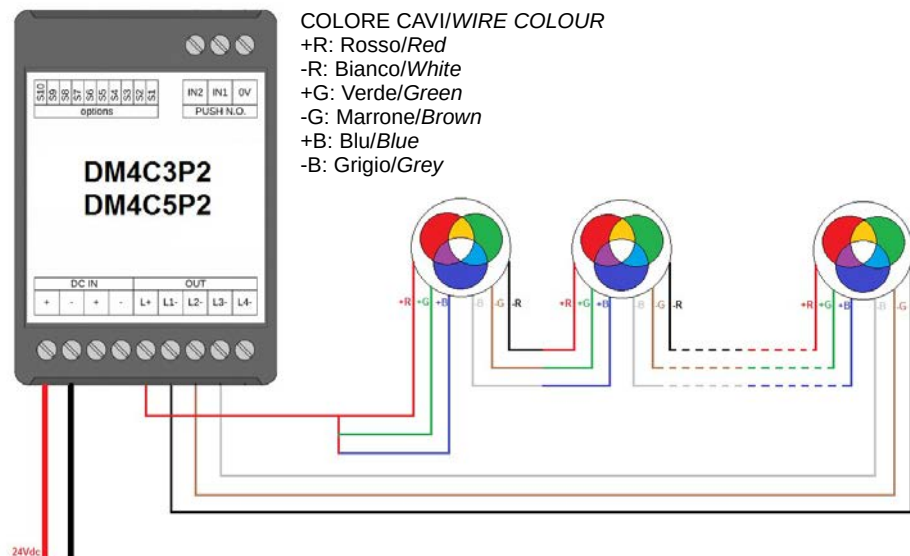 COLORE CAVI/WIRE COLOUR
+R: Rosso/Red
-R: Bianco/White
+G: Verde/Green
-G: Marrone/Brown
+B: Blu/Blue
-B: Grigio/Grey
S10 S9 S8 S7 S6 S5 S4 S3 S2 S1
options
IN2 IN1 0V
PUSH N.O.
DM4C3P2
DM4C5P2
DC IN OUT
+ - + - L+ L1- L2- L3- L4-
+R +G +B -B -G -R
+R +G +B -B -G -R
+R +G +B -B -G
24Vdc